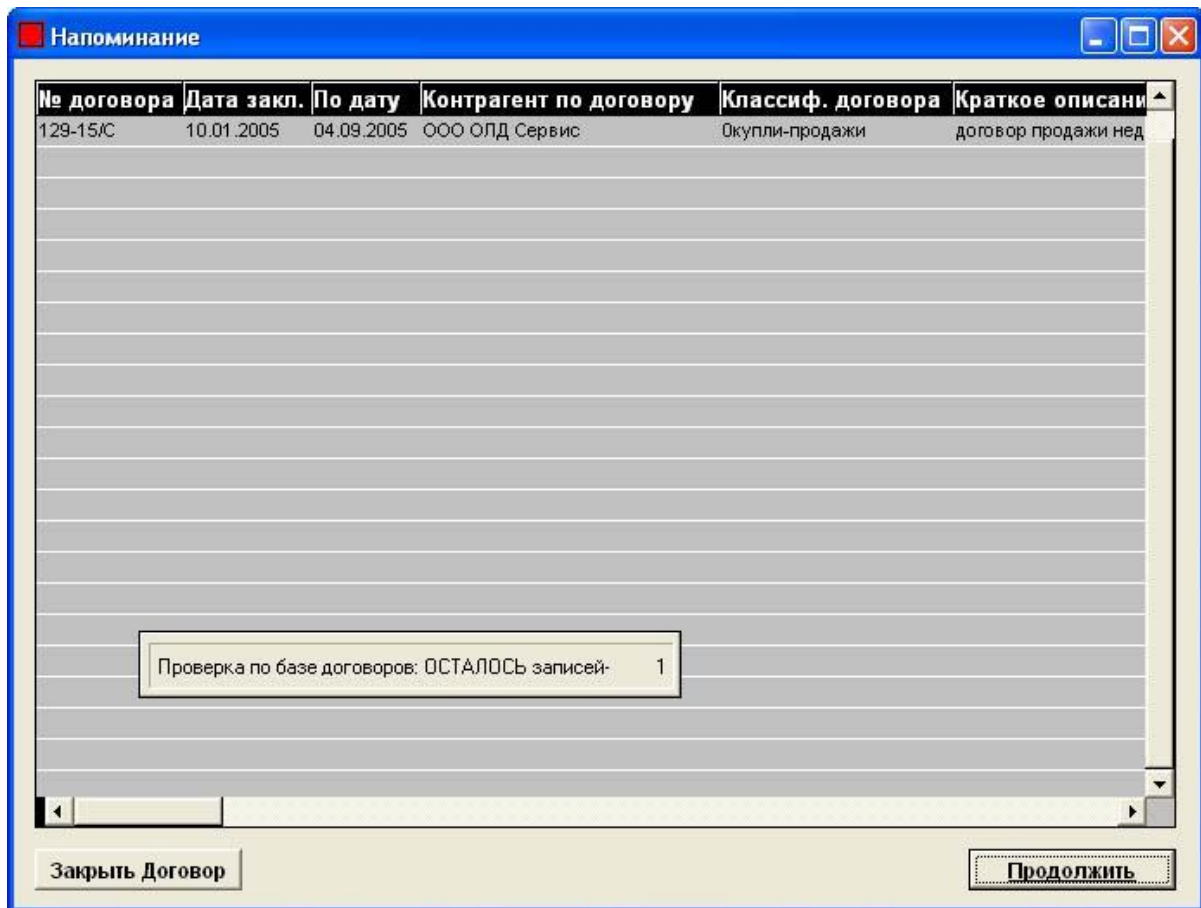 Напоминание
№ договора Дата закл. По дату Контрагент по договору Классиф. договора Краткое описани
129-15/С 10.01.2005 04.09.2005 ООО ОЛД Сервис 0купли-продажи договор продажи нед
Проверка по базе договоров: ОСТАЛОСЬ записей- 1
Закрыть Договор Продолжить